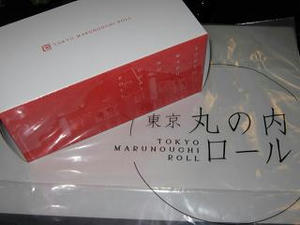 TOKYO MARUNOUCHI ROLL
東京 丸の内
TOKYO
MARUNOUCHI
ROLL
ロール